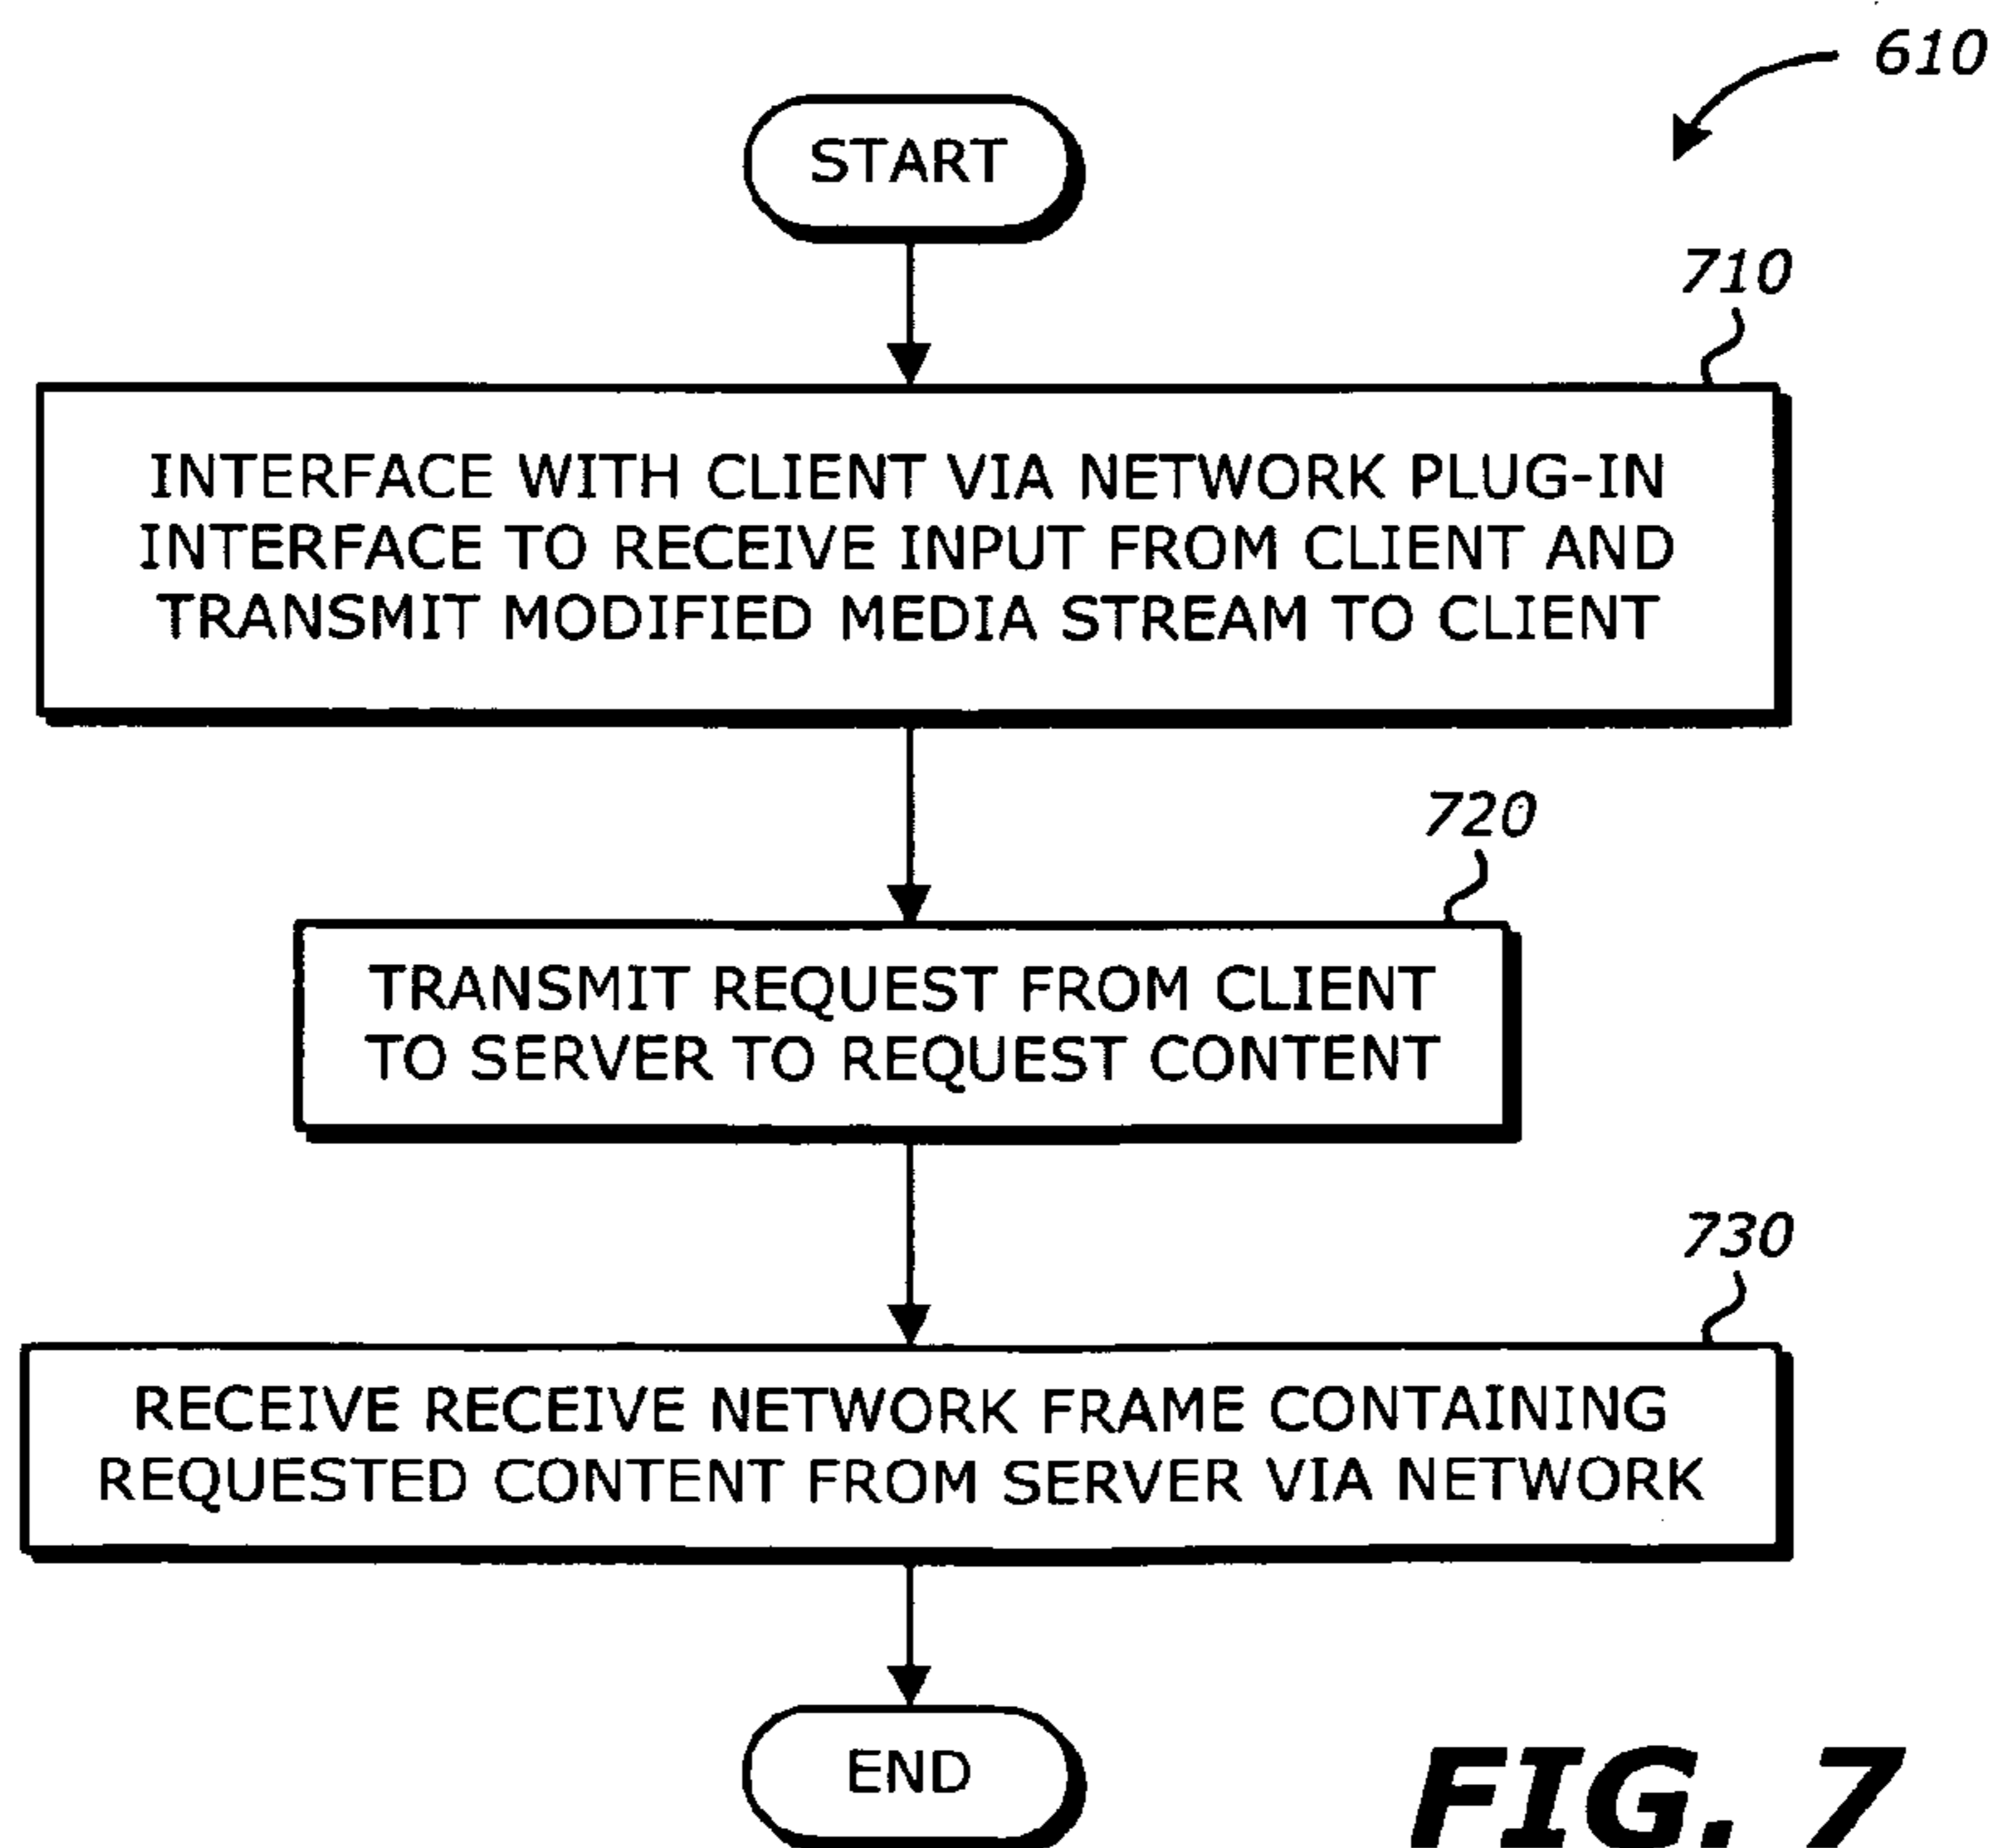 610
START
710
INTERFACE WITH CLIENT VIA NETWORK PLUG-IN
INTERFACE TO RECEIVE INPUT FROM CLIENT AND
TRANSMIT MODIFIED MEDIA STREAM TO CLIENT
720
TRANSMIT REQUEST FROM CLIENT
TO SERVER TO REQUEST CONTENT
730
RECEIVE RECEIVE NETWORK FRAME CONTAINING
REQUESTED CONTENT FROM SERVER VIA NETWORK
END
FIG. 7